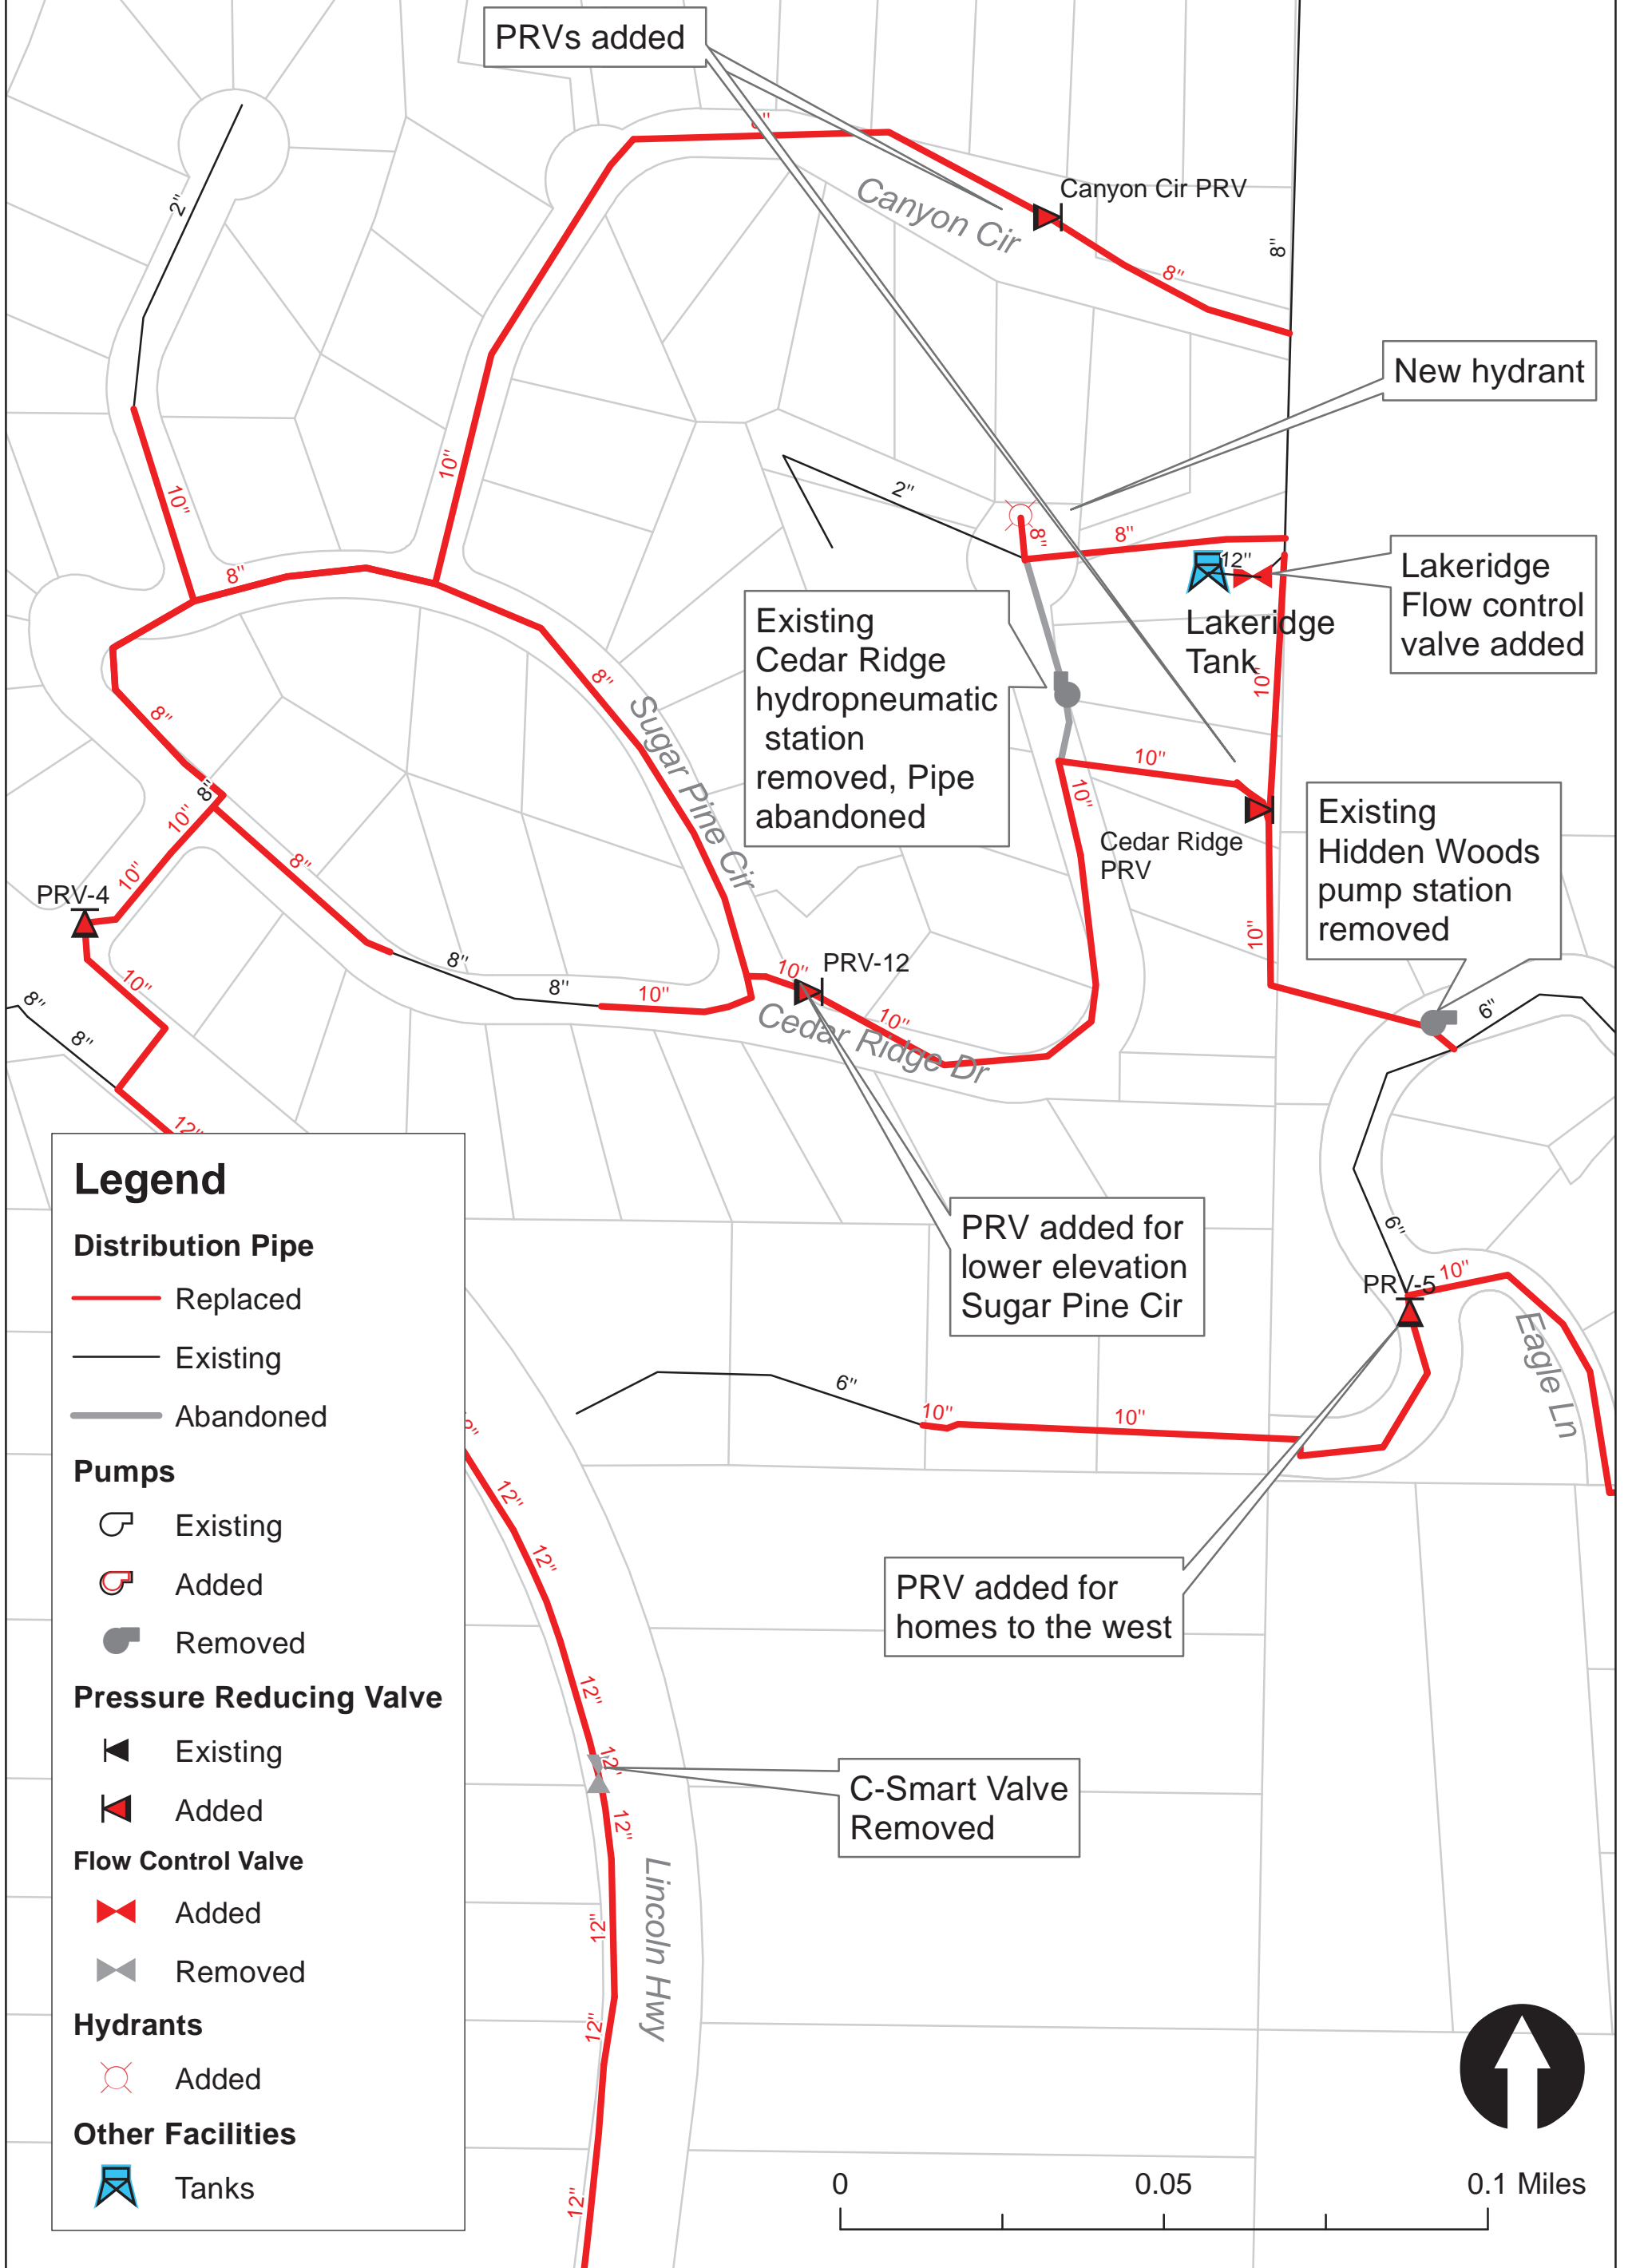 PRVs added
8"
Canyon Cir PRV
Canyon Cir
8"
8"
2"
New hydrant
10"
10"
2"
8"
8"
8"
12"
Lakeridge
Flow control
valve added
Lakeridge
Tank
10"
Existing
Cedar Ridge
hydropneumatic
station
removed, Pipe
abandoned
8"
Sugar Pine Cir
8"
8"
10"
10"
10"
10"
8"
Cedar Ridge
PRV
Existing
Hidden Woods
pump station
removed
PRV-4
10"
10"
8"
8"
10"
10"
PRV-12
10"
Cedar Ridge Dr
8"
8"
6"
12"
PRV added for
lower elevation
Sugar Pine Cir
6"
PRV-5
10"
Eagle Ln
6"
10"
10"
12"
12"
PRV added for
homes to the west
12"
12"
C-Smart Valve
Removed
12"
12"
Lincoln Hwy
12"
12"
Legend
Distribution Pipe
Replaced
Existing
Abandoned
Pumps
Existing
Added
Removed
Pressure Reducing Valve
Existing
Added
Flow Control Valve
Added
Removed
Hydrants
Added
Other Facilities
Tanks
0 0.05 0.1 Miles